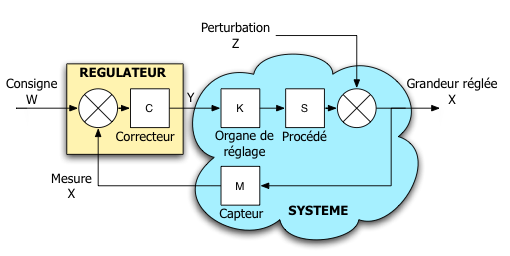 Perturbation
Z
Consigne
W
REGULATEUR
C
Correcteur
Y
K
Organe de
réglage
S
Procédé
Grandeur réglée
X
Mesure
X
M
Capteur
SYSTEME